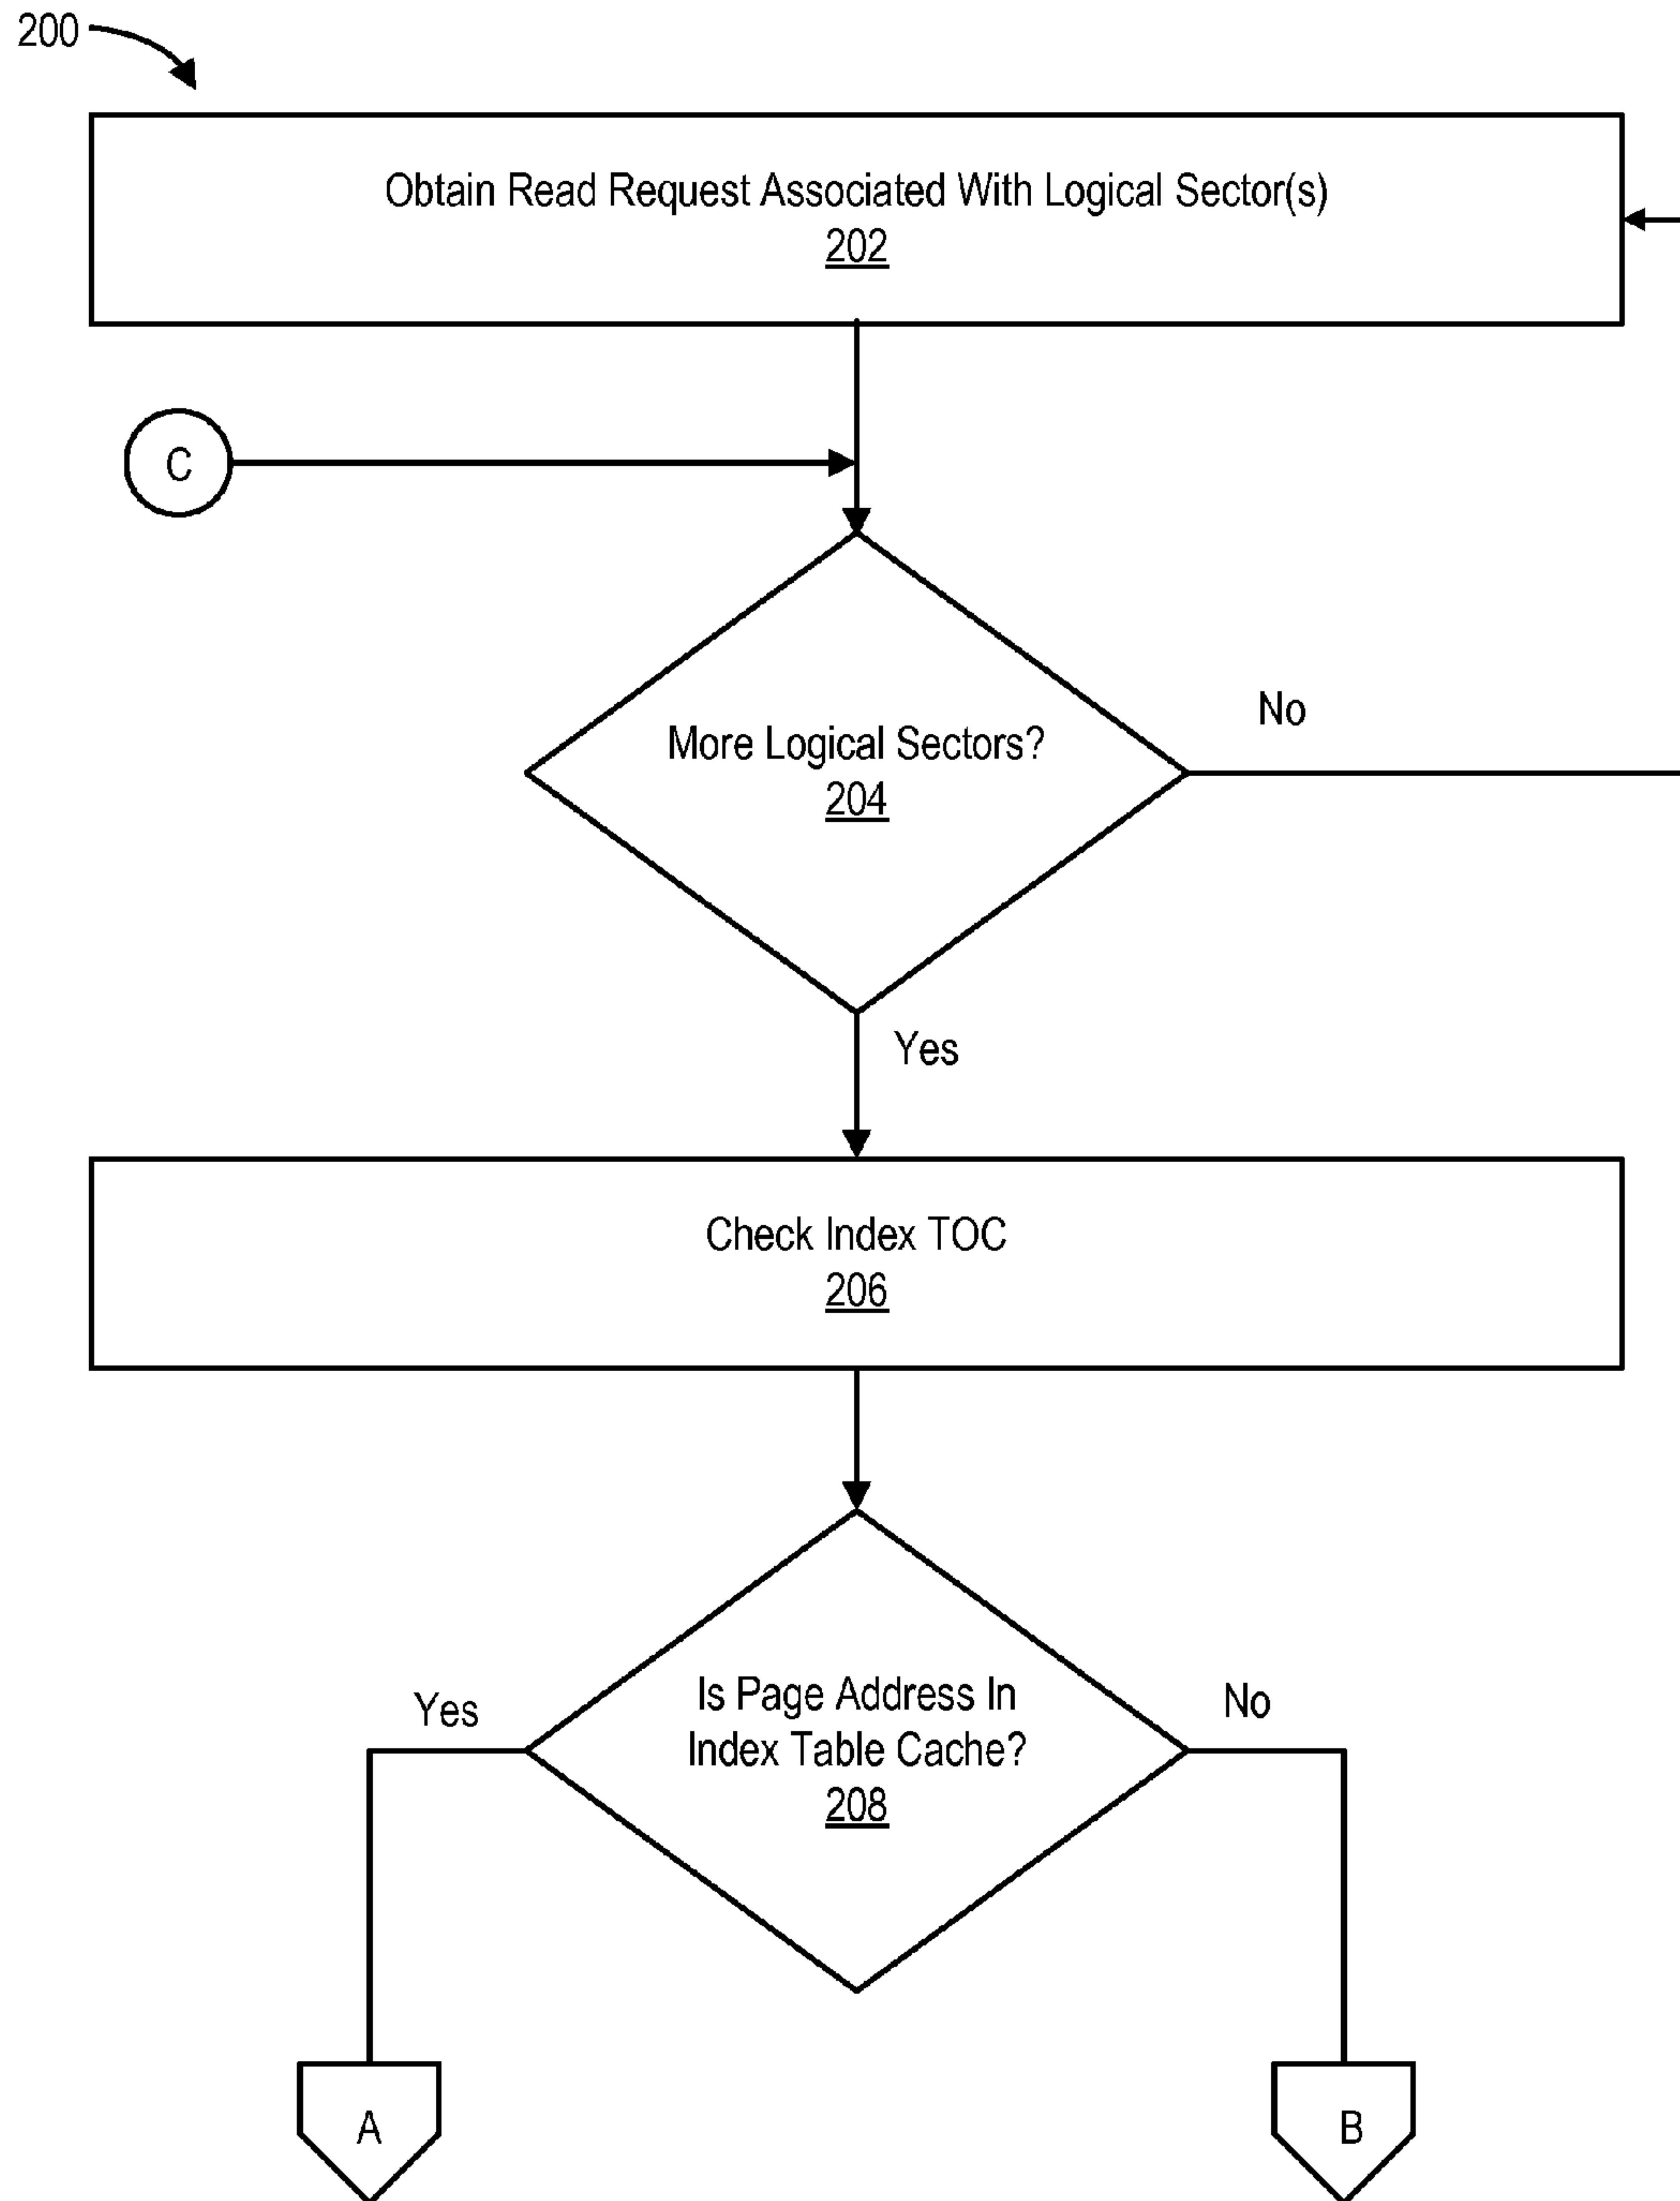 200
Obtain Read Request Associated With Logical Sector(s)
202
C
More Logical Sectors?
204
No
Yes
Check Index TOC
206
Is Page Address In
Index Table Cache?
208
Yes
No
A
B